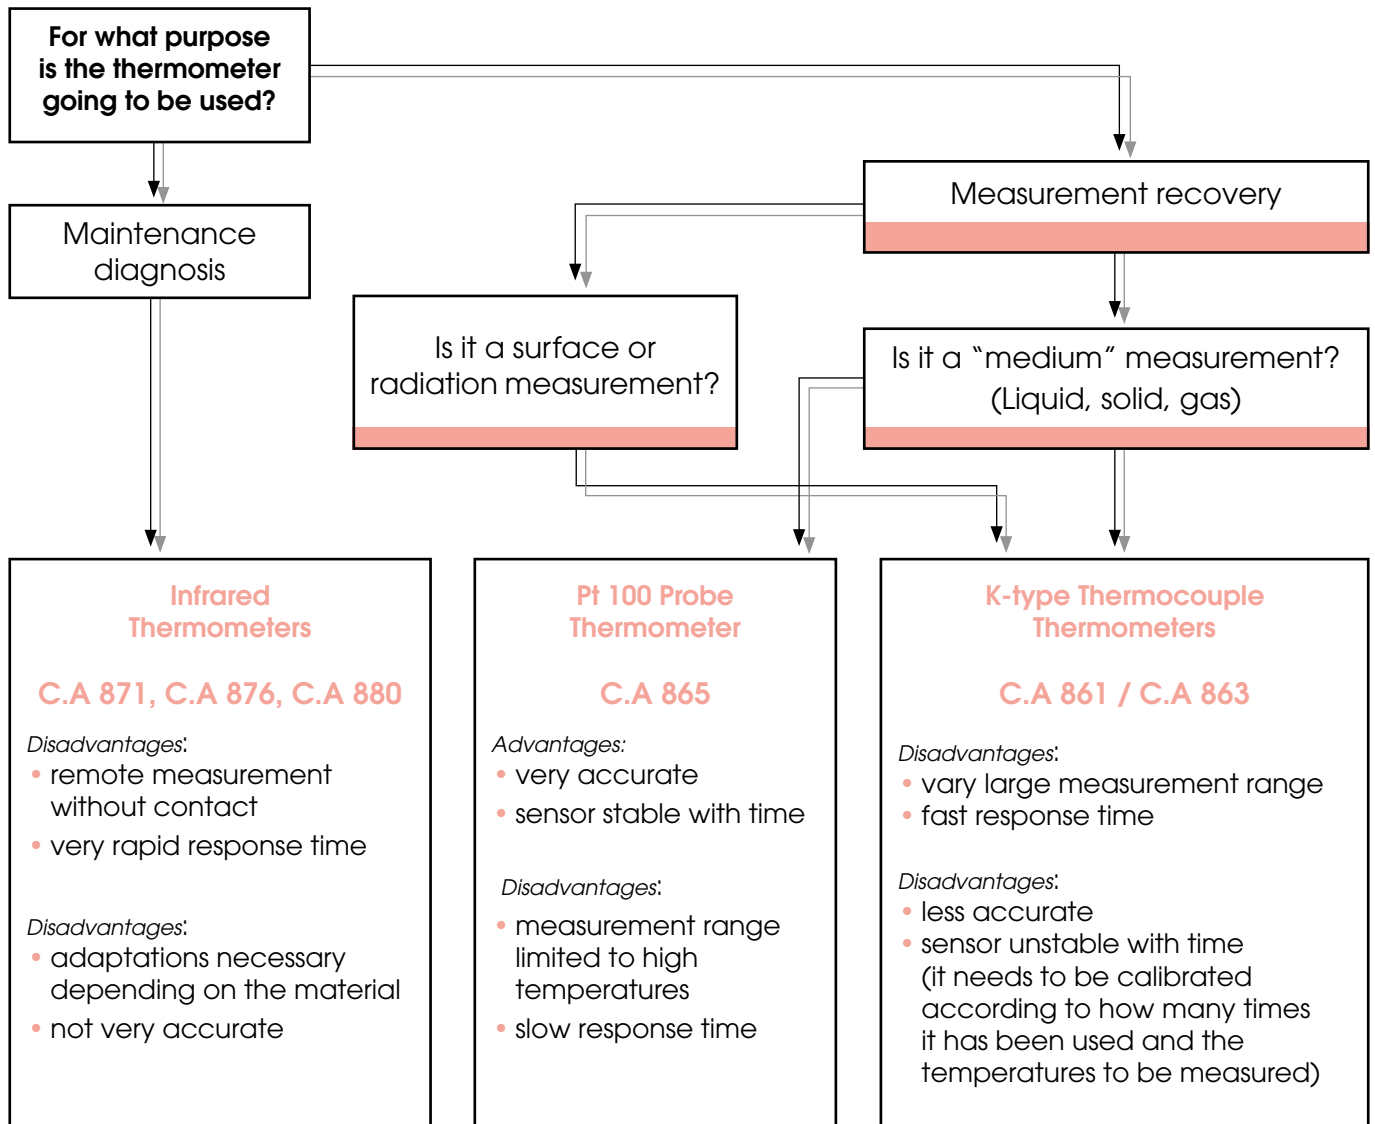 For what purpose
is the thermometer
going to be used?
Measurement recovery
Maintenance
diagnosis
Is it a surface or
radiation measurement?
Is it a “medium” measurement?
(Liquid, solid, gas)
Infrared
Thermometers
C.A 871, C.A 876, C.A 880
Disadvantages:
• remote measurement
without contact
• very rapid response time
Disadvantages:
• adaptations necessary
depending on the material
• not very accurate
Pt 100 Probe
Thermometer
C.A 865
Advantages:
• very accurate
• sensor stable with time
Disadvantages:
• measurement range
limited to high
temperatures
• slow response time
K-type Thermocouple
Thermometers
C.A 861 / C.A 863
Disadvantages:
• vary large measurement range
• fast response time
Disadvantages:
• less accurate
• sensor unstable with time
(it needs to be calibrated
according to how many times
it has been used and the
temperatures to be measured)